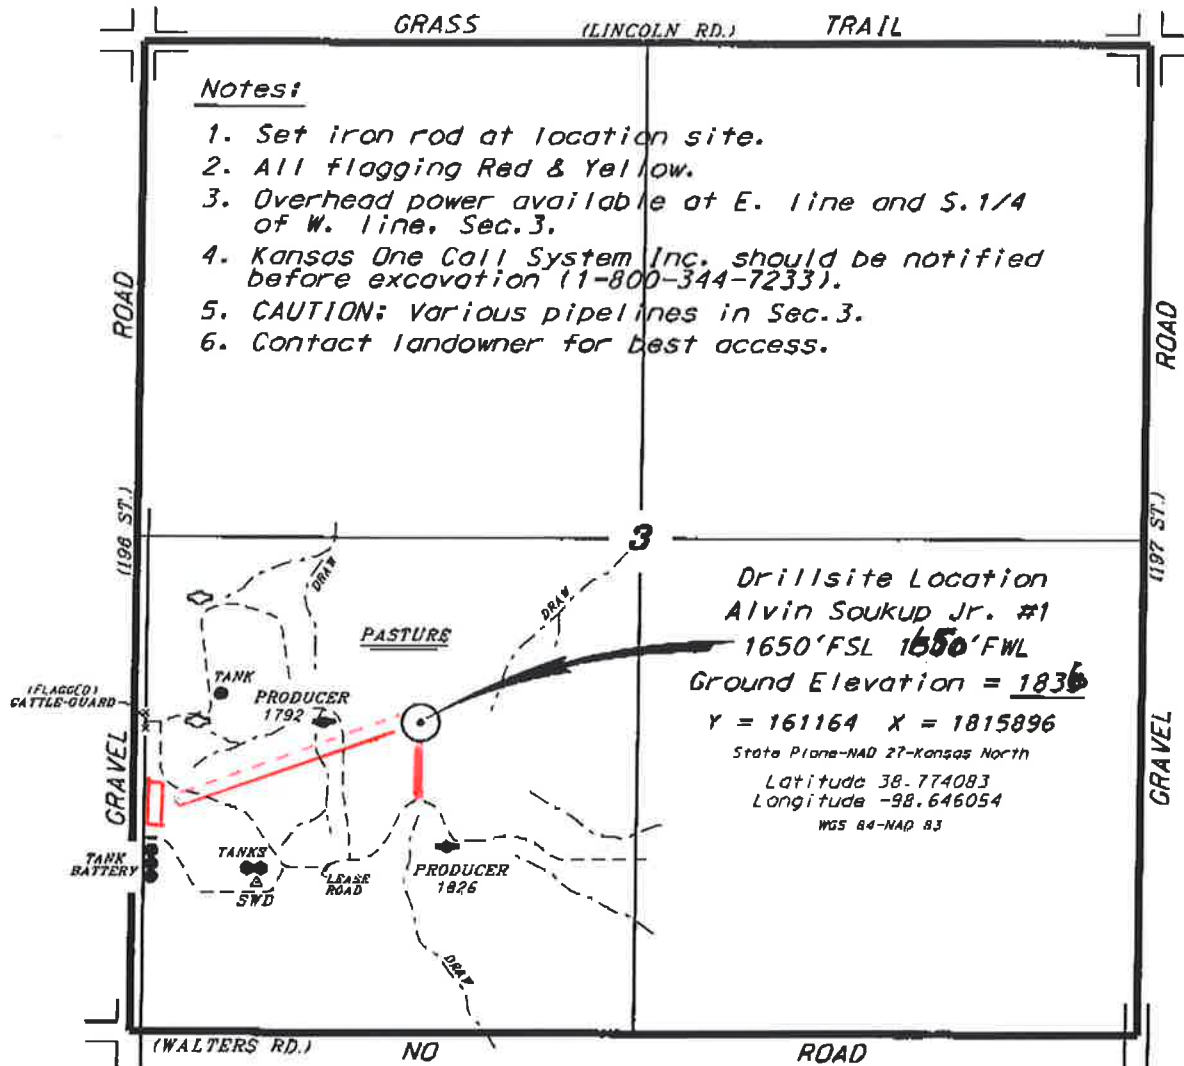 GRASS (LINCOLN RD.) TRAIL
Notes:
1. Set iron rod at location site.
2. All flagging Red & Yellow.
3. Overhead power available at E. line and S.1/4
of W. line, Sec.3.
4. Kansas One Call System Inc. should be notified
before excavation (1-800-344-7233).
5. CAUTION: Various pipelines in Sec.3.
6. Contact landowner for best access.
ROAD
ROAD
(196 ST.)
(197 ST.)
3
DRAW
DRAW
PASTURE
Drillsite Location
Alvin Soukup Jr. #1
1650'FSL 1650'FWL
Ground Elevation = 1836
Y = 161164 X = 1815896
State Plane-NAD 27-Kansas North
Latitude 38.774083
Longitude -98.646054
WGS 84-NAD 83
(FLAGGED)
CATTLE-GUARD
TANK
PRODUCER
1792
GRAVEL
GRAVEL
TANK
BATTERY
TANKS
SWD
LEASE
ROAD
PRODUCER
1826
DRAW
(WALTERS RD.) NO ROAD